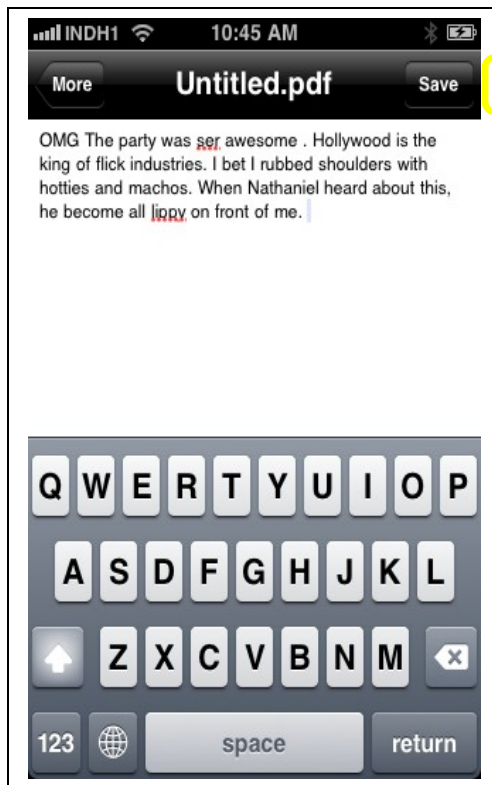 INDH1 10:45 AM
More Untitled.pdf Save
OMG The party was ser awesome . Hollywood is the
king of flick industries. I bet I rubbed shoulders with
hotties and machos. When Nathaniel heard about this,
he become all lippy on front of me.
Q W E R T Y U I O P
A S D F G H J K L
Z X C V B N M
123 space return